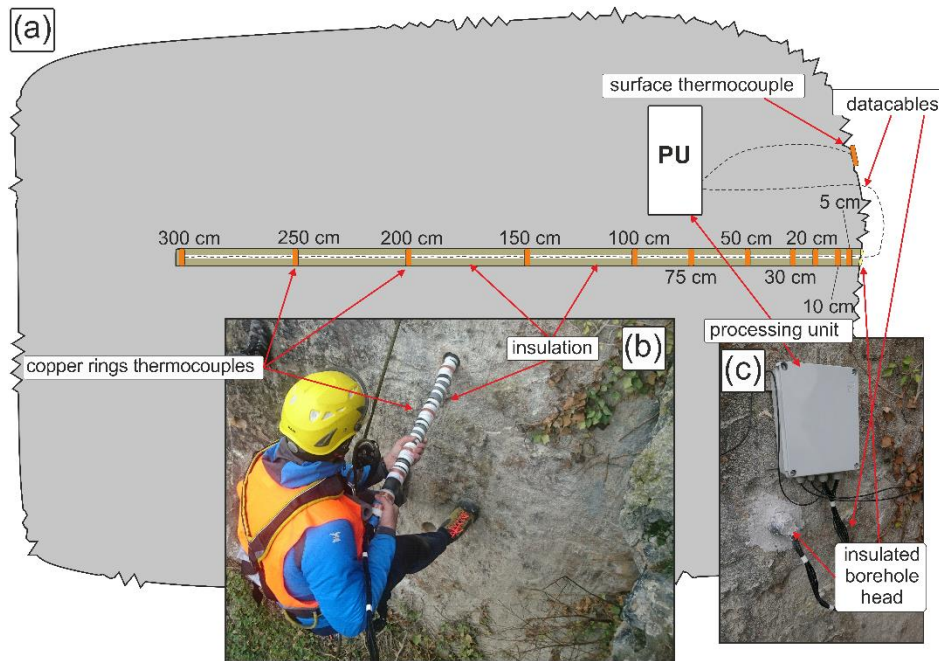 (a)
surface thermocouple
datacables
PU
5 cm
300 cm
250 cm
200 cm
150 cm
100 cm
50 cm
20 cm
75 cm
30 cm
10 cm
processing unit
(b)
(c)
insulation
copper rings thermocouples
insulated
borehole
head